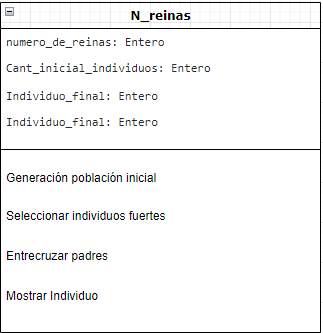 N_reinas
numero_de_reinas: Entero
Cant_inicial_individuos: Entero
Individuo_final: Entero
Individuo_final: Entero
Generación población inicial
Seleccionar individuos fuertes
Entrecruzar padres
Mostrar Individuo